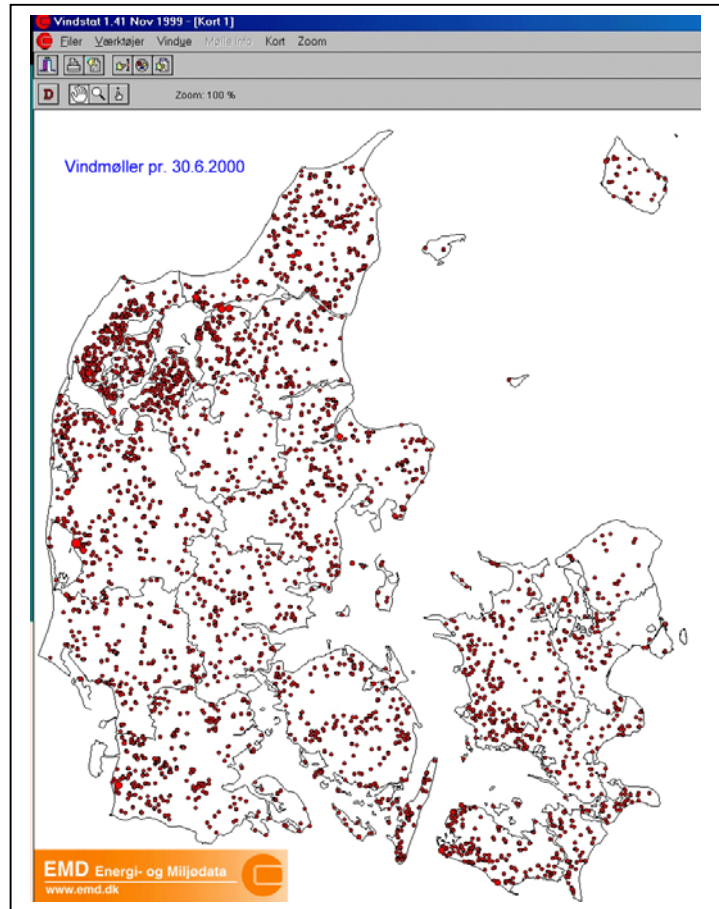 Vindstat 1.41 Nov 1999 - [Kort 1]
Eiler Værktøjer Vindue Mølle Info Kort Zoom
D Zoom: 100 %
Vindmøller pr. 30.6.2000
EMD Energi- og Miljødata
www.emd.dk